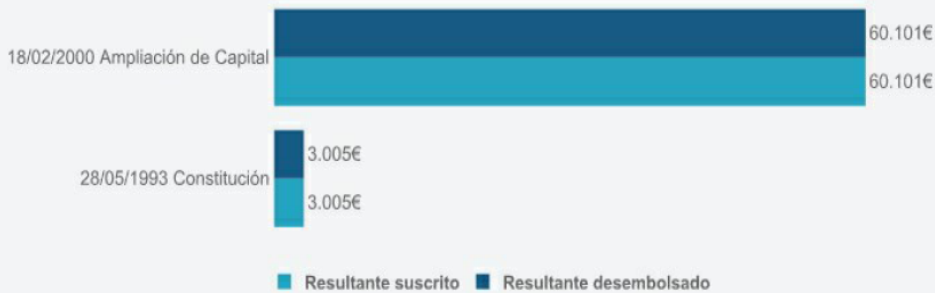 60.101€
18/02/2000 Ampliación de Capital
60.101€
3.005€
28/05/1993 Constitución
3.005€
Resultante suscrito Resultante desembolsado